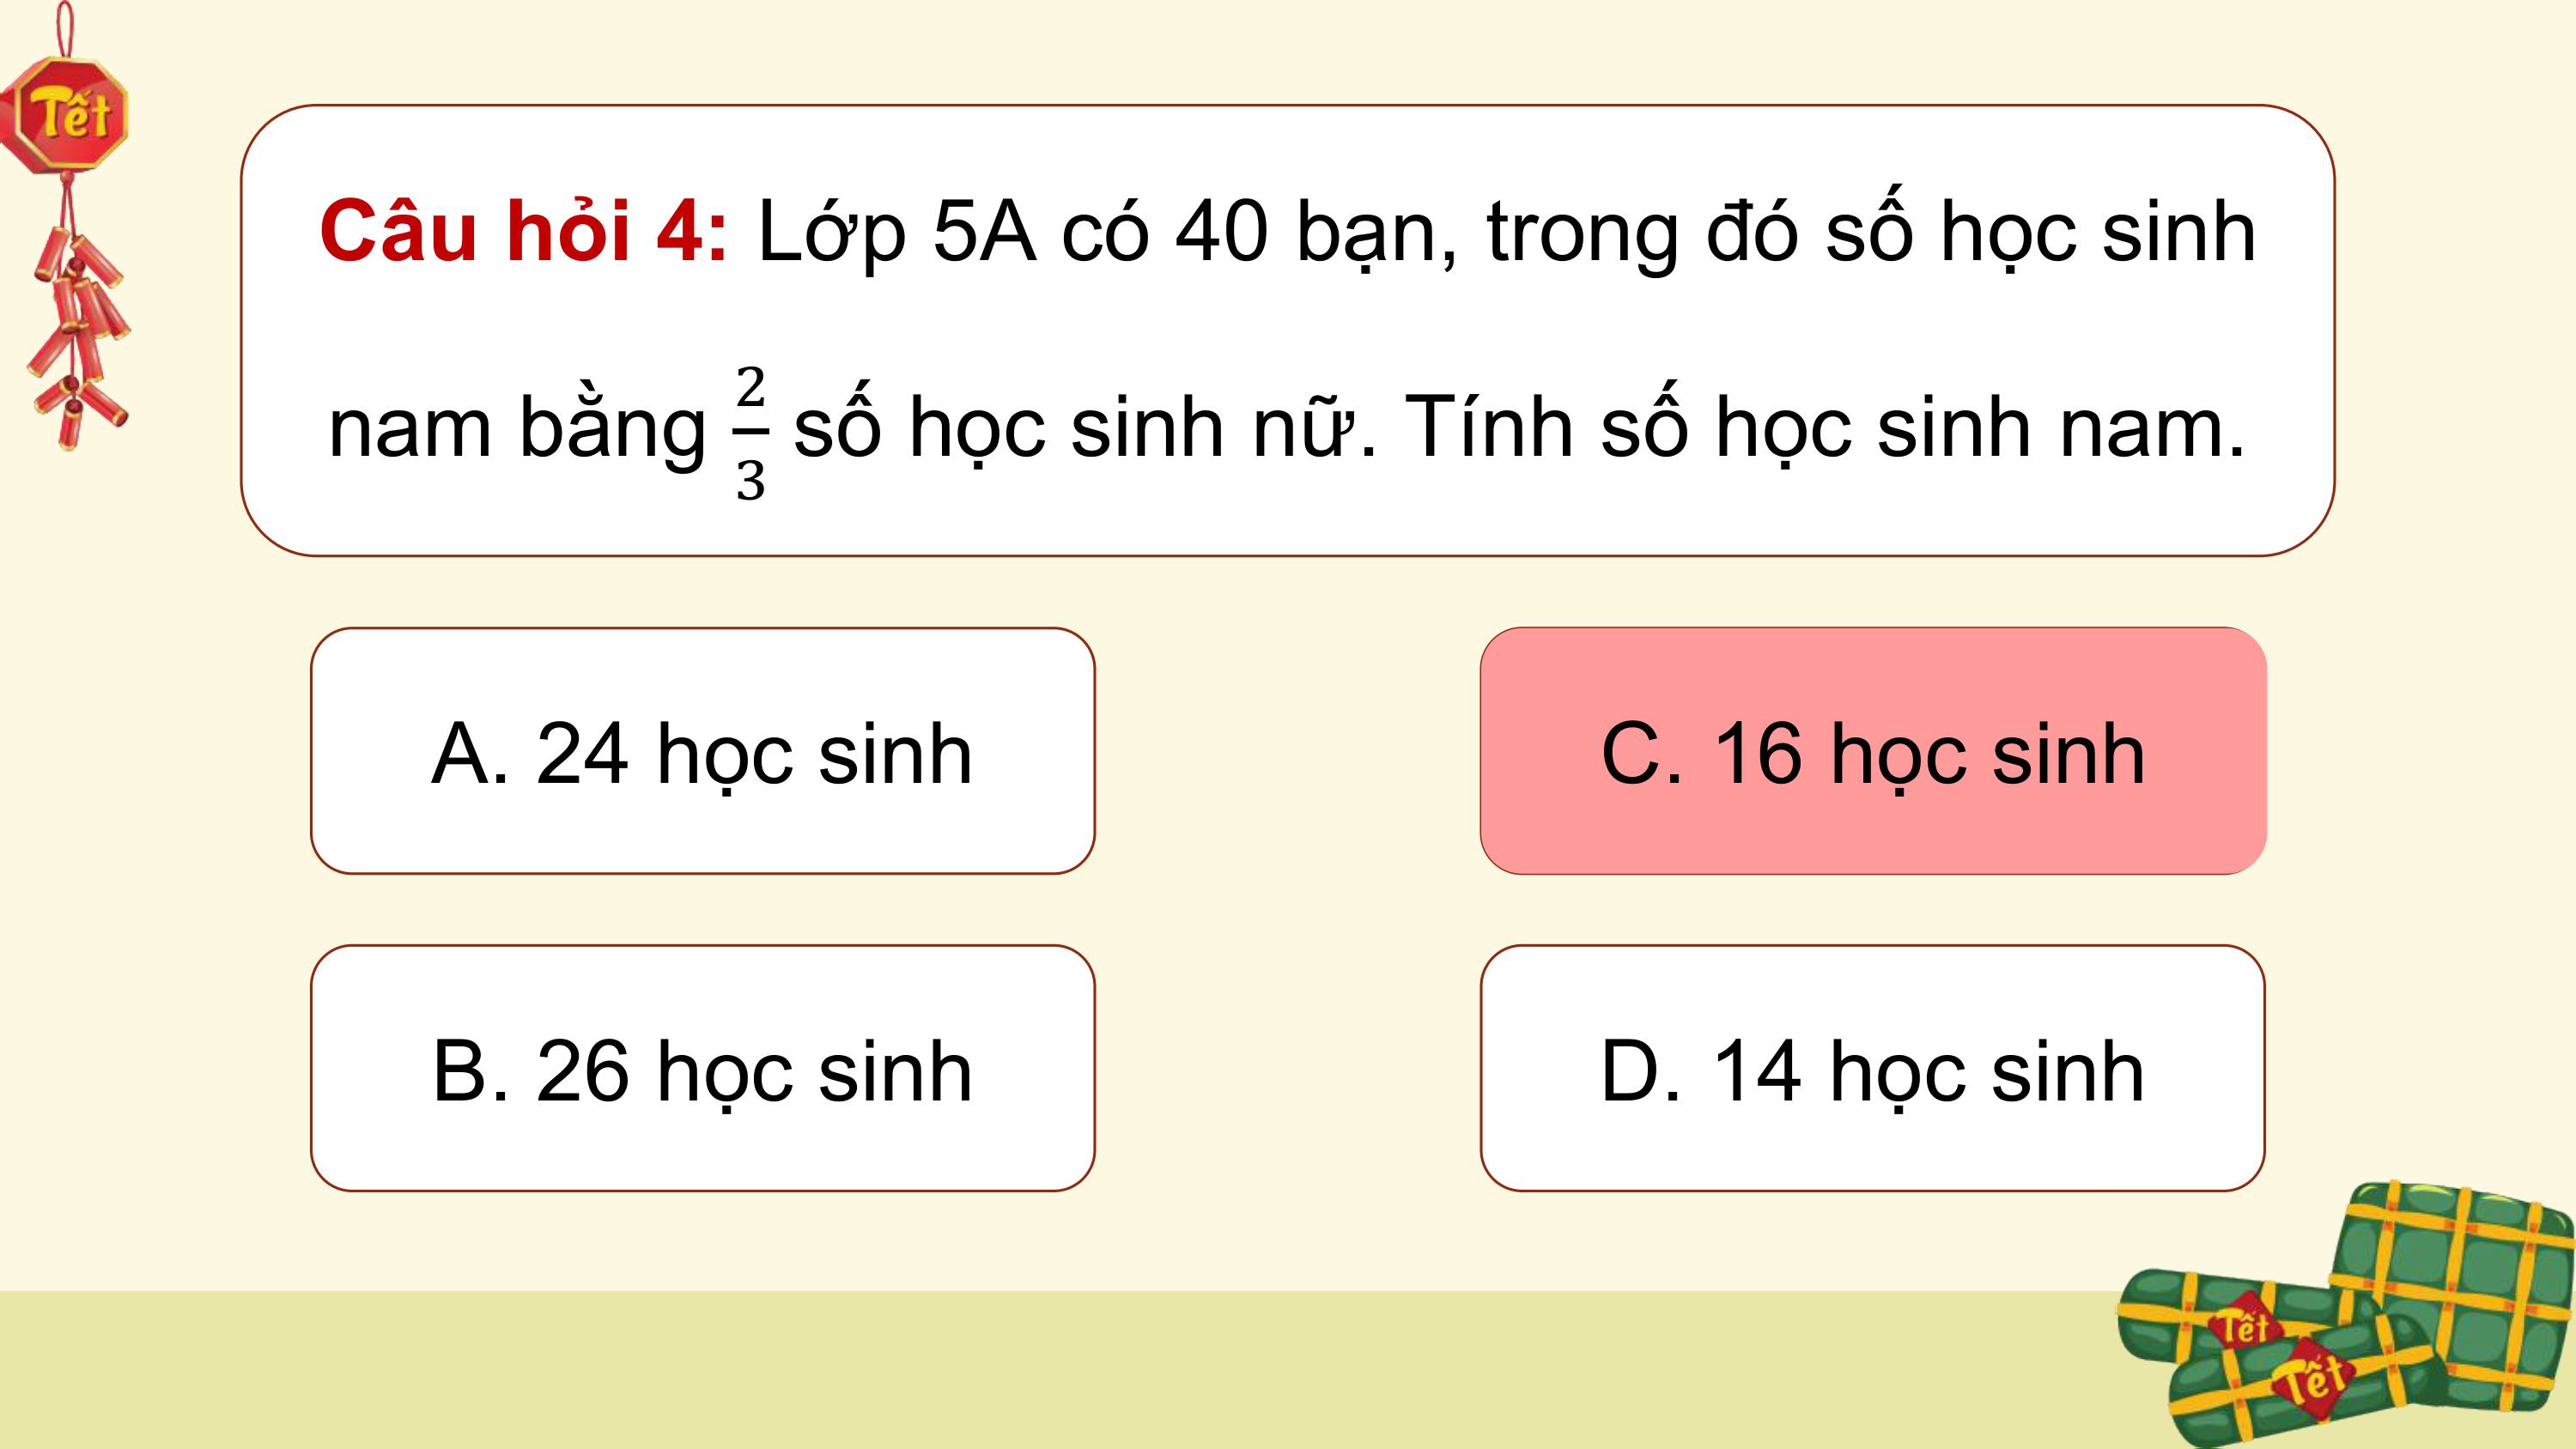 Tết
Câu hỏi 4: Lớp 5A có 40 bạn, trong đó số học sinh
nam bằng 2/3 số học sinh nữ. Tính số học sinh nam.
A. 24 học sinh
C. 16 học sinh
B. 26 học sinh
D. 14 học sinh
Tết
Tết